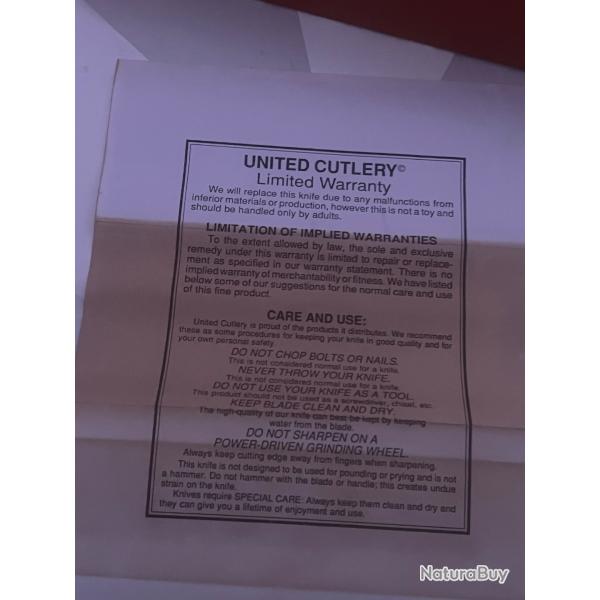 UNITED CUTLERY©
Limited Warranty
We will replace this knife due to any malfunctions from
inferior materials or production, however this is not a toy and
should be handled only by adults.
LIMITATION OF IMPLIED WARRANTIES
To the extent allowed by law, the sole and exclusive
remedy under this warranty is limited to repair or replace-
ment as specified in our warranty statement. There is no
implied warranty of merchantability or fitness. We have listed
below some of our suggestions for the normal care and use
of this fine product.
CARE AND USE:
United Cutlery is proud of the products it distributes. We recommend
these as some procedures for keeping your knife in good quality and for
your own personal safety.
DO NOT CHOP BOLTS OR NAILS.
This is not considered normal use for a knife.
NEVER THROW YOUR KNIFE.
This is not considered normal use for a knife.
DO NOT USE YOUR KNIFE AS A TOOL.
This product should not be used as a screwdriver, chisel, etc.
KEEP BLADE CLEAN AND DRY.
The high-quality of our knife can best be kept by keeping
water from the blade.
DO NOT SHARPEN ON A
POWER-DRIVEN GRINDING WHEEL.
Always keep cutting edge away from fingers when sharpening.
This knife is not designed to be used for pounding or prying and is not
a hammer. Do not hammer with the blade or handle; this creates undue
strain on the knife.
Knives require SPECIAL CARE: Always keep them clean and dry and
they can give you a lifetime of enjoyment and use.
NaturaBuy